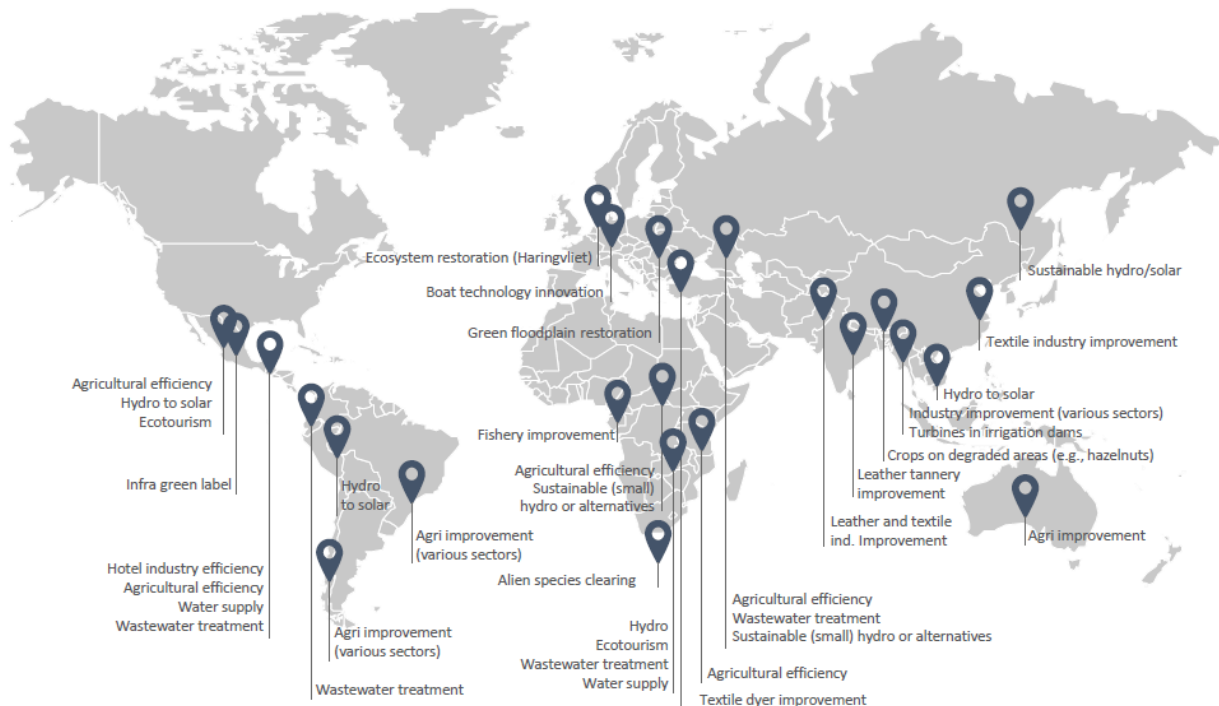 Ecosystem restoration (Haringvliet)
Boat technology innovation
Green floodplain restoration
Sustainable hydro/solar
Textile industry improvement
Agricultural efficiency
Hydro to solar
Ecotourism
Infra green label
Hydro
to solar
Agri improvement
(various sectors)
Hotel industry efficiency
Agricultural efficiency
Water supply
Wastewater treatment
Agri improvement
(various sectors)
Wastewater treatment
Fishery improvement
Agricultural efficiency
Sustainable (small)
hydro or alternatives
Alien species clearing
Hydro
Ecotourism
Wastewater treatment
Water supply
Agricultural efficiency
Textile dyer improvement
Agricultural efficiency
Wastewater treatment
Sustainable (small) hydro or alternatives
Hydro to solar
Industry improvement (various sectors)
Turbines in irrigation dams
Crops on degraded areas (e.g., hazelnuts)
Leather tannery
improvement
Leather and textile
ind. Improvement
Agri improvement